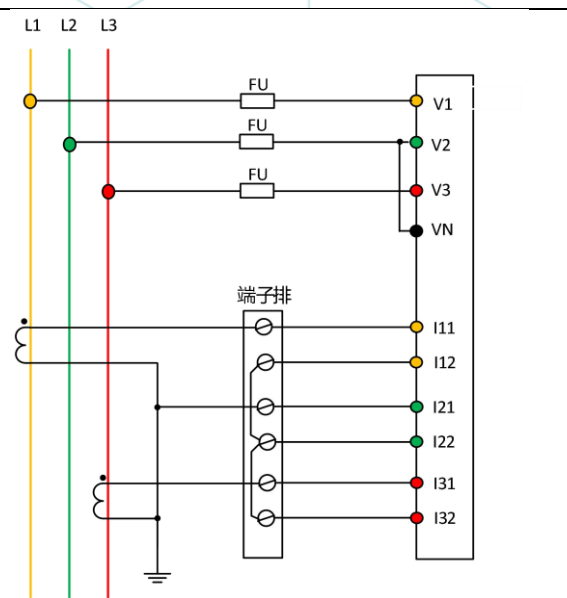 L1 L2 L3
FU
V1
FU
V2
FU
V3
VN
端子排
I11
I12
I21
I22
I31
I32